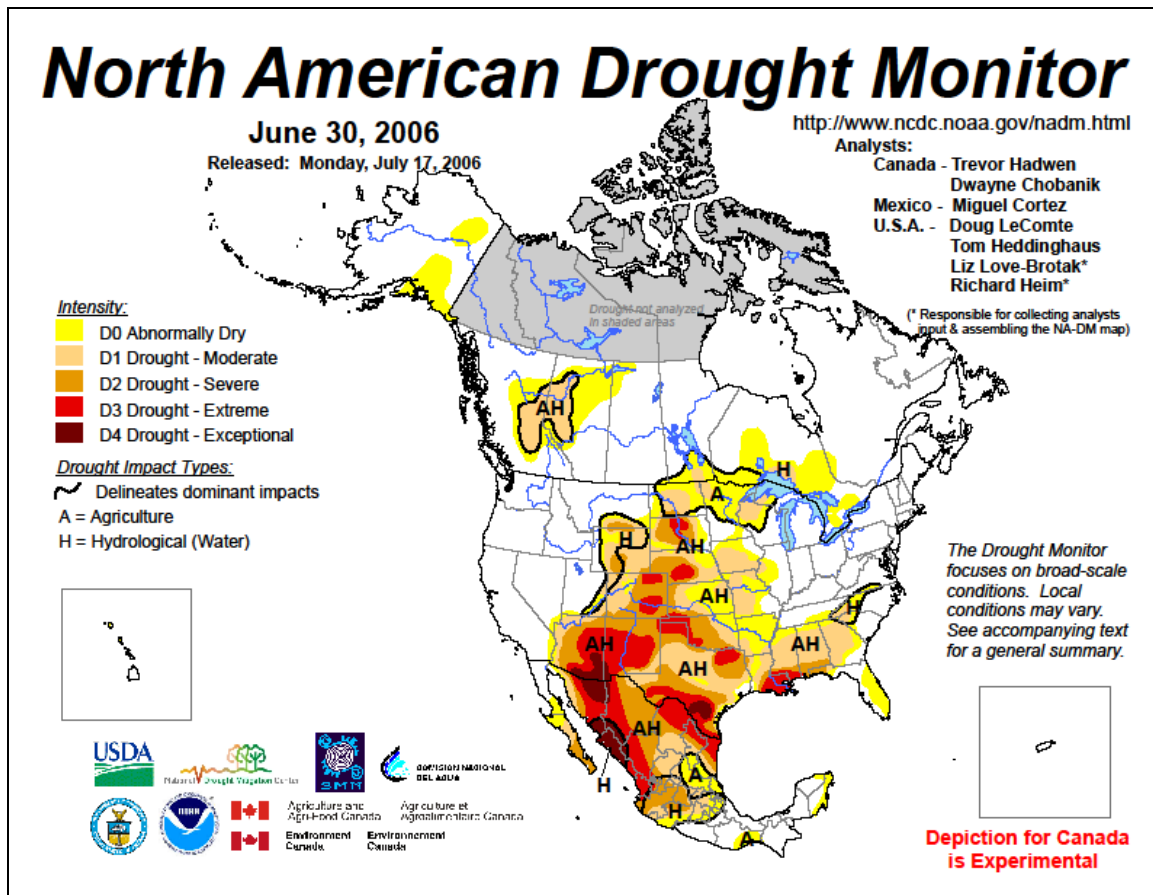 North American Drought Monitor
June 30, 2006
Released: Monday, July 17, 2006
http://www.ncdc.noaa.gov/nadm.html
Analysts:
Canada - Trevor Hadwen
Dwayne Chobanik
Mexico - Miguel Cortez
U.S.A. - Doug LeComte
Tom Heddinghaus
Liz Love-Brotak*
Richard Heim*
(* Responsible for collecting analysts
input & assembling the NA-DM map)
Intensity:
D0 Abnormally Dry
D1 Drought - Moderate
D2 Drought - Severe
D3 Drought - Extreme
D4 Drought - Exceptional
Drought Impact Types:
Delineates dominant impacts
A = Agriculture
H = Hydrological (Water)
Drought not analyzed
in shaded areas
AH
H
A
H
AH
AH
H
AH
AH
AH
AH
A
H
H
A
The Drought Monitor
focuses on broad-scale
conditions. Local
conditions may vary.
See accompanying text
for a general summary.
USDA
National Drought Mitigation Center
SMN
COMISION NACIONAL
DEL AGUA
NOAA
Agriculture and
Agri-Food Canada
Agriculture et
Agroalimentaire Canada
Environment
Canada
Environnement
Canada
Depiction for Canada
is Experimental